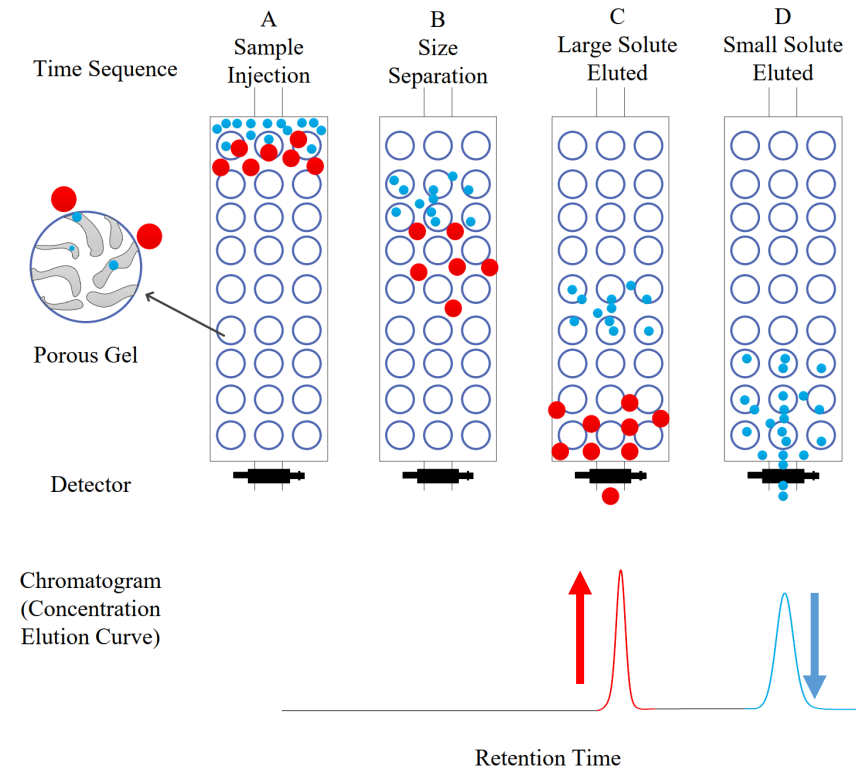 A
Sample
Injection
B
Size
Separation
C
Large Solute
Eluted
D
Small Solute
Eluted
Time Sequence
Porous Gel
Detector
Chromatogram
(Concentration
Elution Curve)
Retention Time